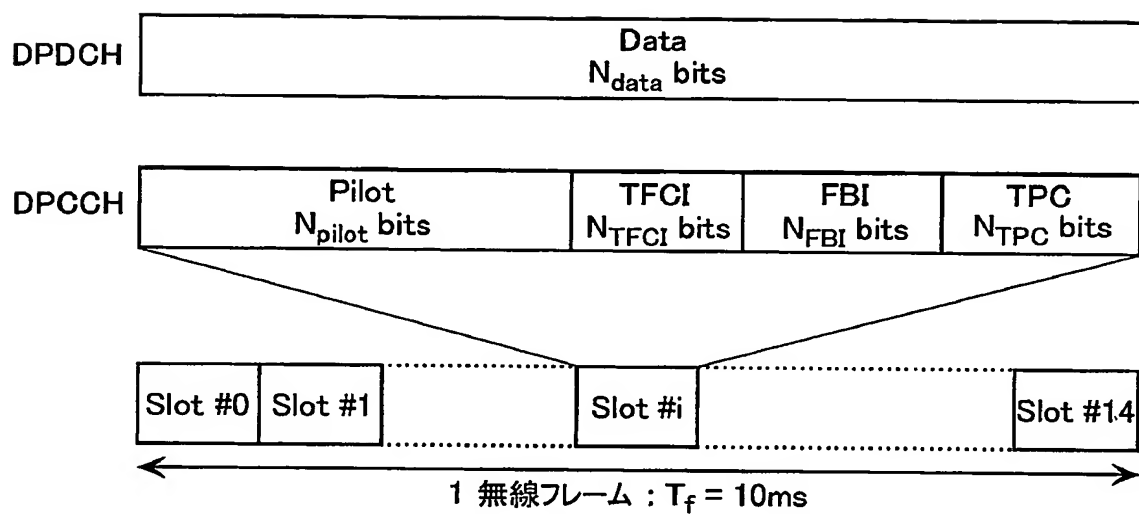 DPDCH
Data
N_data bits
DPCCH
Pilot
N_pilot bits
TFCI
N_TFCI bits
FBI
N_FBI bits
TPC
N_TPC bits
Slot #0
Slot #1
Slot #i
Slot #14
1 無線フレーム : T_f = 10ms